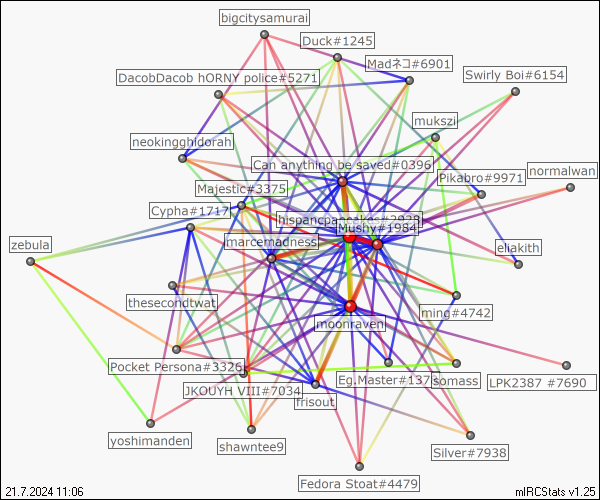 bigcitysamurai
Duck#1245
Madネコ#6901
DacobDacob hORNY police#5271
Swirly Boi#6154
mukszi
neokingghidorah
Can anything be saved#0396
Pikabro#9971
normalwan
Majestic#3375
Cypha#1717
Mushy#1984
marcemadness
zebula
eliakith
thesecondtwat
ming#4742
moonraven
Pocket Persona#3326
JKOUYH VIII#7034
Eg.Master#137
somass
LPK2387 #7690
frisout
yoshimanden
shawntee9
Silver#7938
Fedora Stoat#4479
21.7.2024 11:06
mIRCStats v1.25